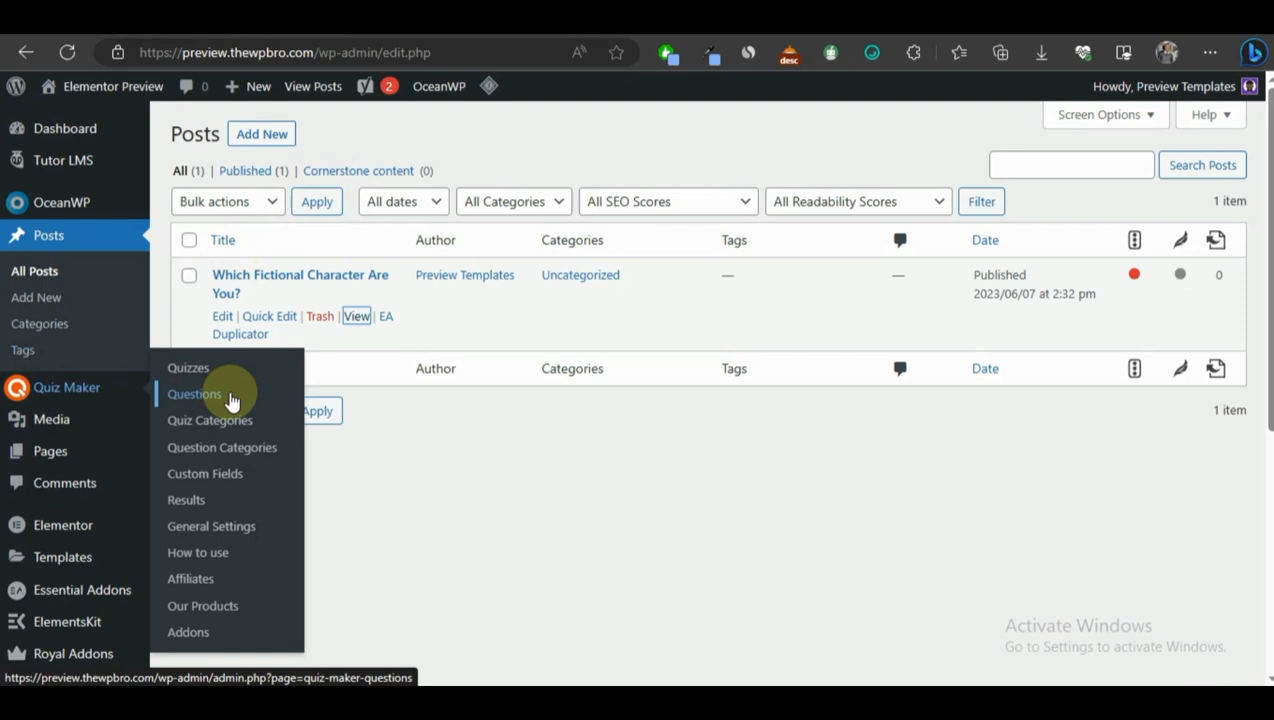 https://preview.thewpbro.com/wp-admin/edit.php
desc
Elementor Preview 0 New View Posts 2 OceanWP Howdy, Preview Templates
Dashboard
Tutor LMS
OceanWP
Posts
All Posts
Add New
Categories
Tags
Quiz Maker
Media
Pages
Comments
Elementor
Templates
Essential Addons
ElementsKit
Royal Addons
Quizzes
Questions
Quiz Categories
Question Categories
Custom Fields
Results
General Settings
How to use
Affiliates
Our Products
Addons
Screen Options Help
Posts Add New
All (1) | Published (1) | Cornerstone content (0)
Search Posts
Bulk actions Apply All dates All Categories All SEO Scores All Readability Scores Filter 1 item
Title Author Categories Tags Date
Which Fictional Character Are Preview Templates Uncategorized — — Published 0
You? 2023/06/07 at 2:32 pm
Edit | Quick Edit | Trash | View | EA
Duplicator
Author Categories Tags Date
Apply 1 item
Activate Windows
Go to Settings to activate Windows.
https://preview.thewpbro.com/wp-admin/admin.php?page=quiz-maker-questions